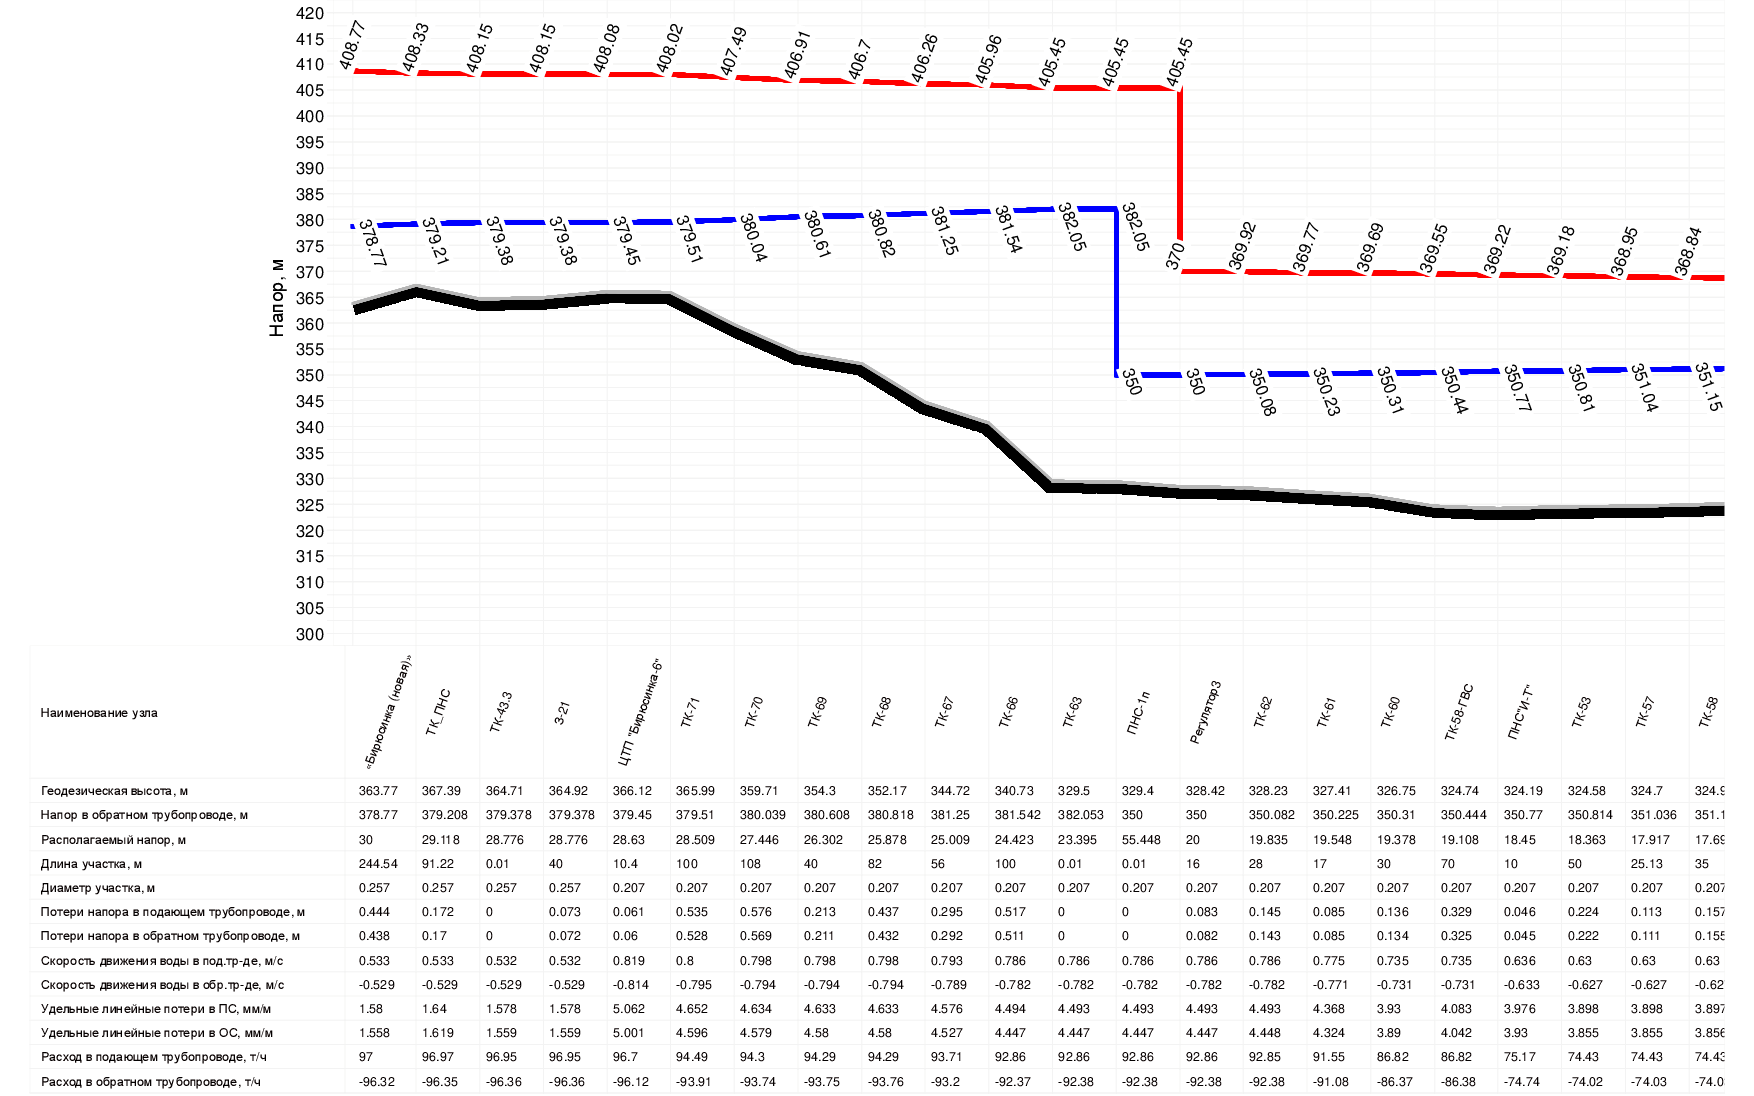 420
415
410
405
400
395
390
385
380
375
370
365
360
355
350
345
340
335
330
325
320
315
310
305
300
Напор, м
408.77 408.33 408.15 408.15 408.08 408.02 407.49 406.91 406.7 406.26 405.96 405.45 405.45 405.45
378.77 379.21 379.38 379.38 379.45 379.51 380.04 380.61 380.82 381.25 381.54 382.05 382.05
370 369.92 369.77 369.69 369.55 369.22 369.18 368.95 368.84
350 350 350.08 350.23 350.31 350.44 350.77 350.81 351.04 351.15
Наименование узла «Бирюсинка (новая)» ТК_ПНС ТК-43.3 З-21 ЦТП "Бирюсинка-6" ТК-71 ТК-70 ТК-69 ТК-68 ТК-67 ТК-66 ТК-63 ПНС-1п Регулятор3 ТК-62 ТК-61 ТК-60 ТК-58-ГВС ПНС"И-Т" ТК-53 ТК-57 ТК-58
Геодезическая высота, м 363.77 367.39 364.71 364.92 366.12 365.99 359.71 354.3 352.17 344.72 340.73 329.5 329.4 328.42 328.23 327.41 326.75 324.74 324.19 324.58 324.7
Напор в обратном трубопроводе, м 378.77 379.208 379.378 379.378 379.45 379.51 380.039 380.608 380.818 381.25 381.542 382.053 350 350 350.082 350.225 350.31 350.444 350.77 350.814 351.036 351.1
Располагаемый напор, м 30 29.118 28.776 28.776 28.63 28.509 27.446 26.302 25.878 25.009 24.423 23.395 55.448 20 19.835 19.548 19.378 19.108 18.45 18.363 17.917 17.69
Длина участка, м 244.54 91.22 0.01 40 10.4 100 108 40 82 56 100 0.01 0.01 16 28 17 30 70 10 50 25.13 35
Диаметр участка, м 0.257 0.257 0.257 0.257 0.207 0.207 0.207 0.207 0.207 0.207 0.207 0.207 0.207 0.207 0.207 0.207 0.207 0.207 0.207 0.207 0.207 0.207
Потери напора в подающем трубопроводе, м 0.444 0.172 0 0.073 0.061 0.535 0.576 0.213 0.437 0.295 0.517 0 0 0.083 0.145 0.085 0.136 0.329 0.046 0.224 0.113 0.157
Потери напора в обратном трубопроводе, м 0.438 0.17 0 0.072 0.06 0.528 0.569 0.211 0.432 0.292 0.511 0 0 0.082 0.143 0.085 0.134 0.325 0.045 0.222 0.111 0.155
Скорость движения воды в под.тр-де, м/с 0.533 0.533 0.532 0.532 0.819 0.8 0.798 0.798 0.798 0.793 0.786 0.786 0.786 0.786 0.786 0.775 0.735 0.735 0.636 0.63 0.63 0.63
Скорость движения воды в обр.тр-де, м/с -0.529 -0.529 -0.529 -0.529 -0.814 -0.795 -0.794 -0.794 -0.794 -0.789 -0.782 -0.782 -0.782 -0.782 -0.782 -0.771 -0.731 -0.731 -0.633 -0.627 -0.627 -0.62
Удельные линейные потери в ПС, мм/м 1.58 1.64 1.578 1.578 5.062 4.652 4.634 4.633 4.633 4.576 4.494 4.493 4.493 4.493 4.493 4.368 3.93 4.083 3.976 3.898 3.898 3.897
Удельные линейные потери в ОС, мм/м 1.558 1.619 1.559 1.559 5.001 4.596 4.579 4.58 4.58 4.527 4.447 4.447 4.447 4.447 4.448 4.324 3.89 4.042 3.93 3.855 3.855 3.856
Расход в подающем трубопроводе, т/ч 97 96.97 96.95 96.95 96.7 94.49 94.3 94.29 94.29 93.71 92.86 92.86 92.86 92.86 92.85 91.55 86.82 86.82 75.17 74.43 74.43 74.43
Расход в обратном трубопроводе, т/ч -96.32 -96.35 -96.36 -96.36 -96.12 -93.91 -93.74 -93.75 -93.76 -93.2 -92.37 -92.38 -92.38 -92.38 -92.38 -91.08 -86.37 -86.38 -74.74 -74.02 -74.03 -74.0